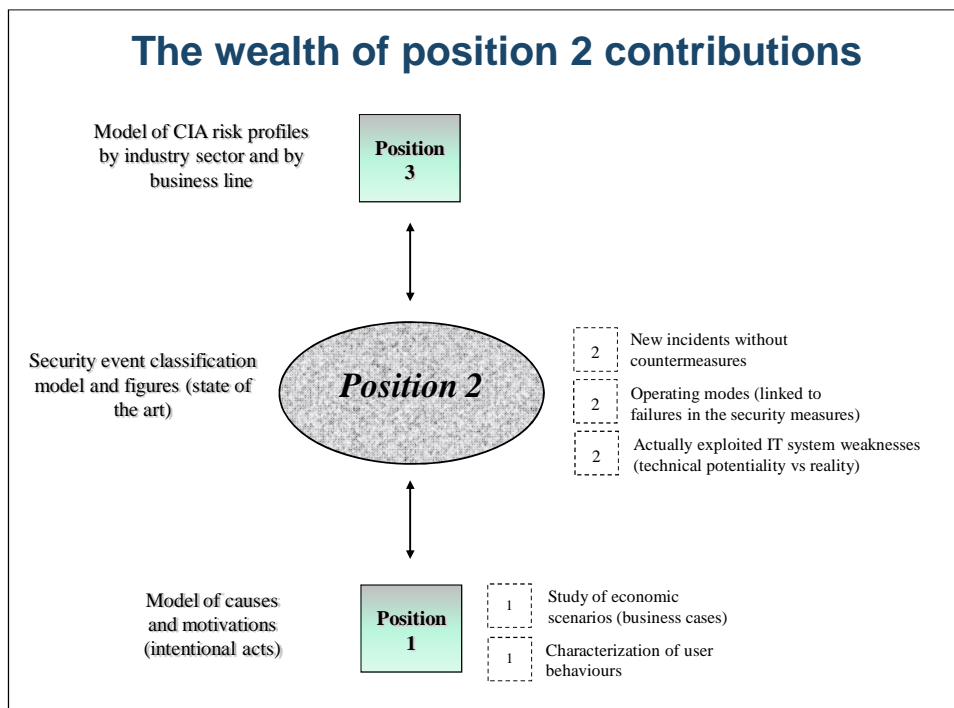 The wealth of position 2 contributions
Model of CIA risk profiles
by industry sector and by
business line
Position
3
Security event classification
model and figures (state of
the art)
Position 2
2
New incidents without
countermeasures
2
Operating modes (linked to
failures in the security measures)
2
Actually exploited IT system weaknesses
(technical potentiality vs reality)
Model of causes
and motivations
(intentional acts)
Position
1
1
Study of economic
scenarios (business cases)
1
Characterization of user
behaviours